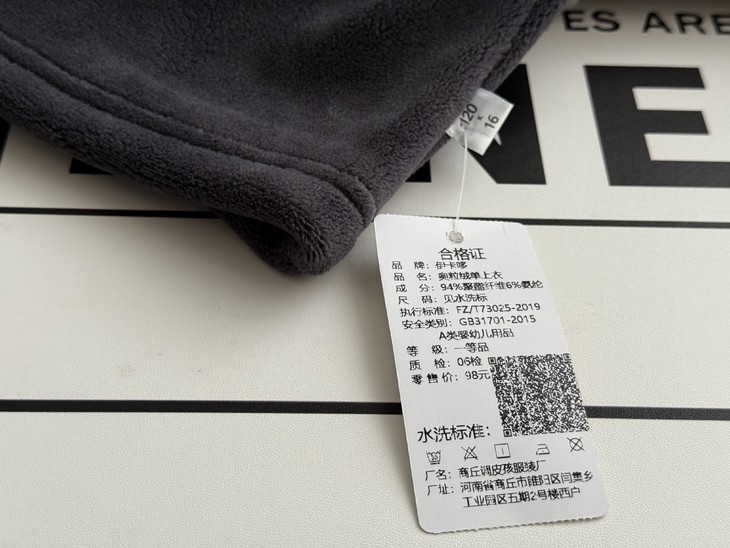 ES ARE
NE
120
16
合格证
品 牌：伊卡哆
品 名：奥粒绒单上衣
成 分：94%聚酯纤维6%氨纶
尺 码：见水洗标
执行标准：FZ/T73025-2019
安全类别：GB31701-2015
A类婴幼儿用品
等 级：一等品
质 检：06检
零售价：98元
水洗标准：
厂名：商丘调皮孩服装厂
厂址：河南省商丘市睢阳区闫集乡
工业园区五期2号楼西户